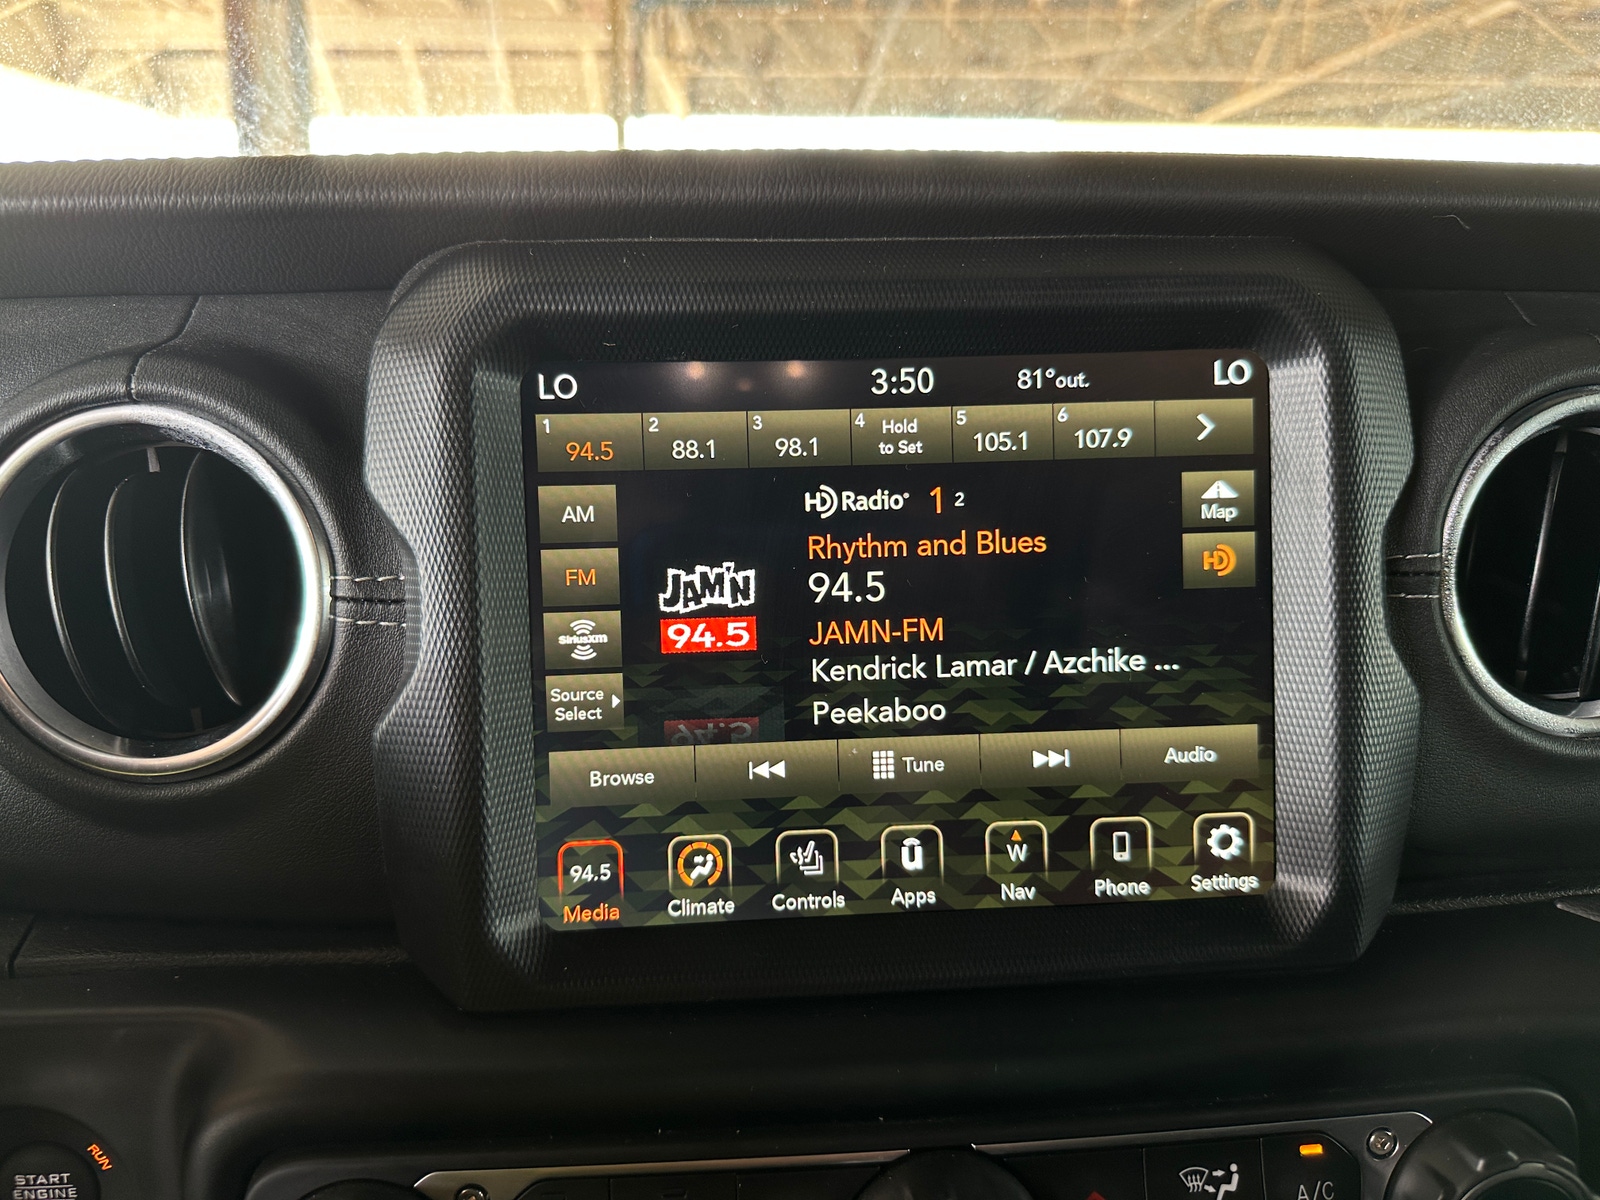 LO 3:50 81°out. LO
1 94.5
2 88.1
3 98.1
4 Hold to Set
5 105.1
6 107.9
AM
FM
SiriusXM
Source
Select
JAM'N
94.5
HD Radio 1 2
Rhythm and Blues
94.5
JAMN-FM
Kendrick Lamar / Azchike ...
Peekaboo
Map
HD
Browse
Tune
Audio
94.5
Media
Climate
Controls
u
Apps
W
Nav
Phone
Settings
RUN
START
ENGINE
A/C